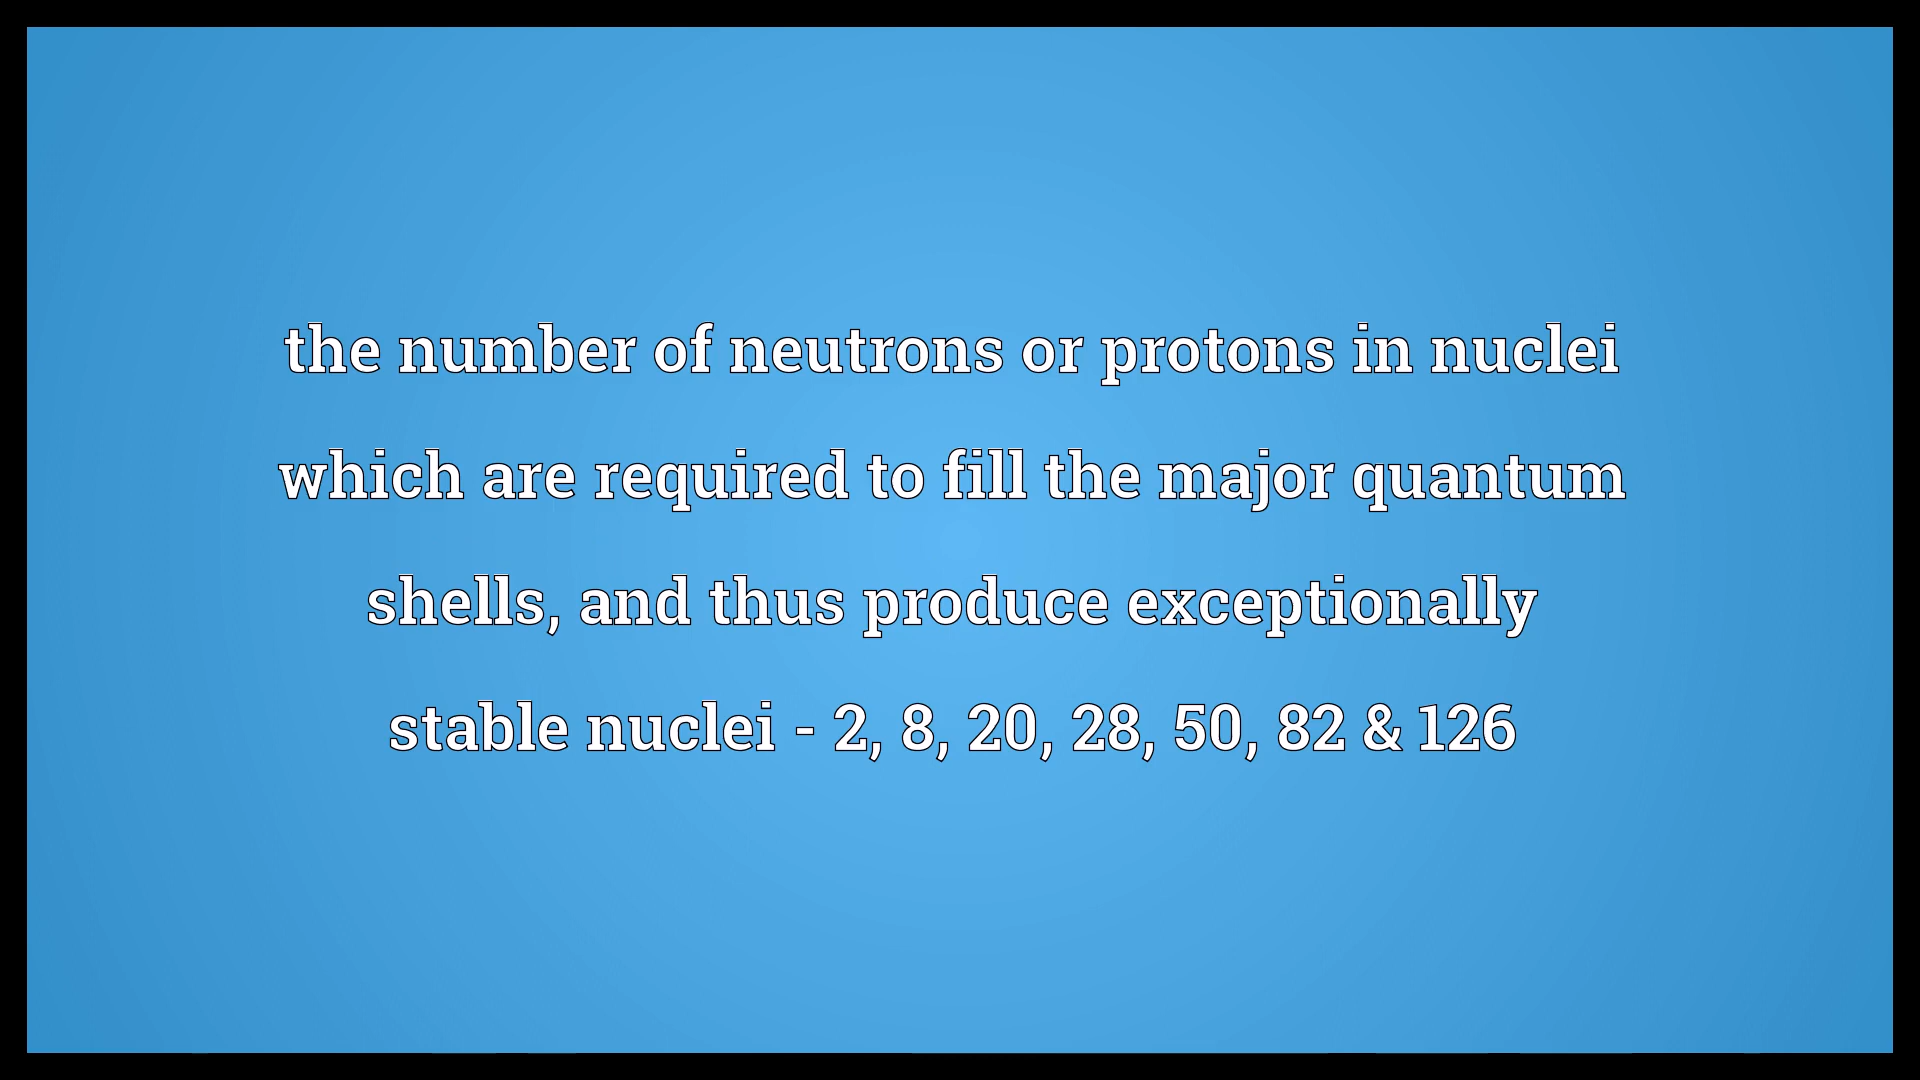 the number of neutrons or protons in nuclei
which are required to fill the major quantum
shells, and thus produce exceptionally
stable nuclei - 2, 8, 20, 28, 50, 82 & 126